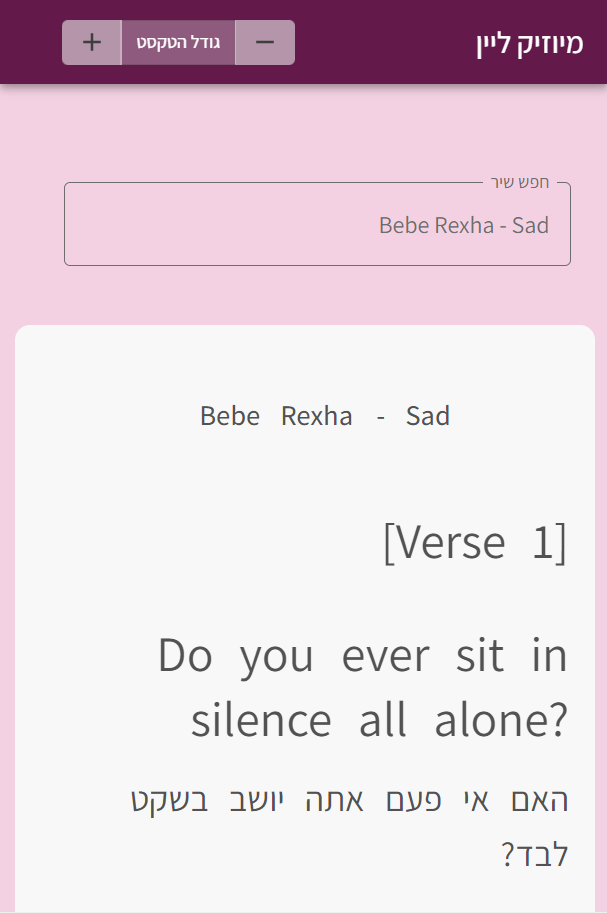 מיוזיק ליין
− גודל הטקסט +
חפש שיר
Bebe Rexha - Sad
Bebe Rexha - Sad
[Verse 1]
Do you ever sit in
silence all alone?
האם אי פעם אתה יושב בשקט
לבד?